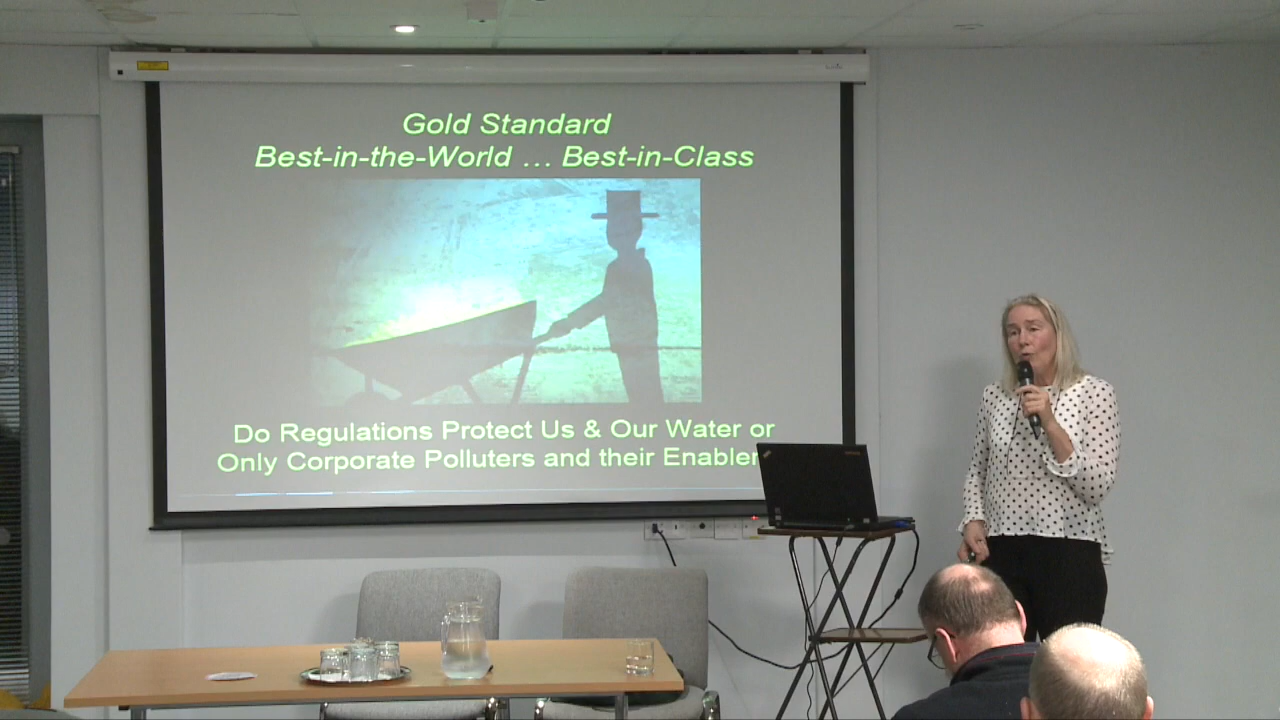 Gold Standard
Best-in-the-World ... Best-in-Class
Do Regulations Protect Us & Our Water or
Only Corporate Polluters and their Enabler